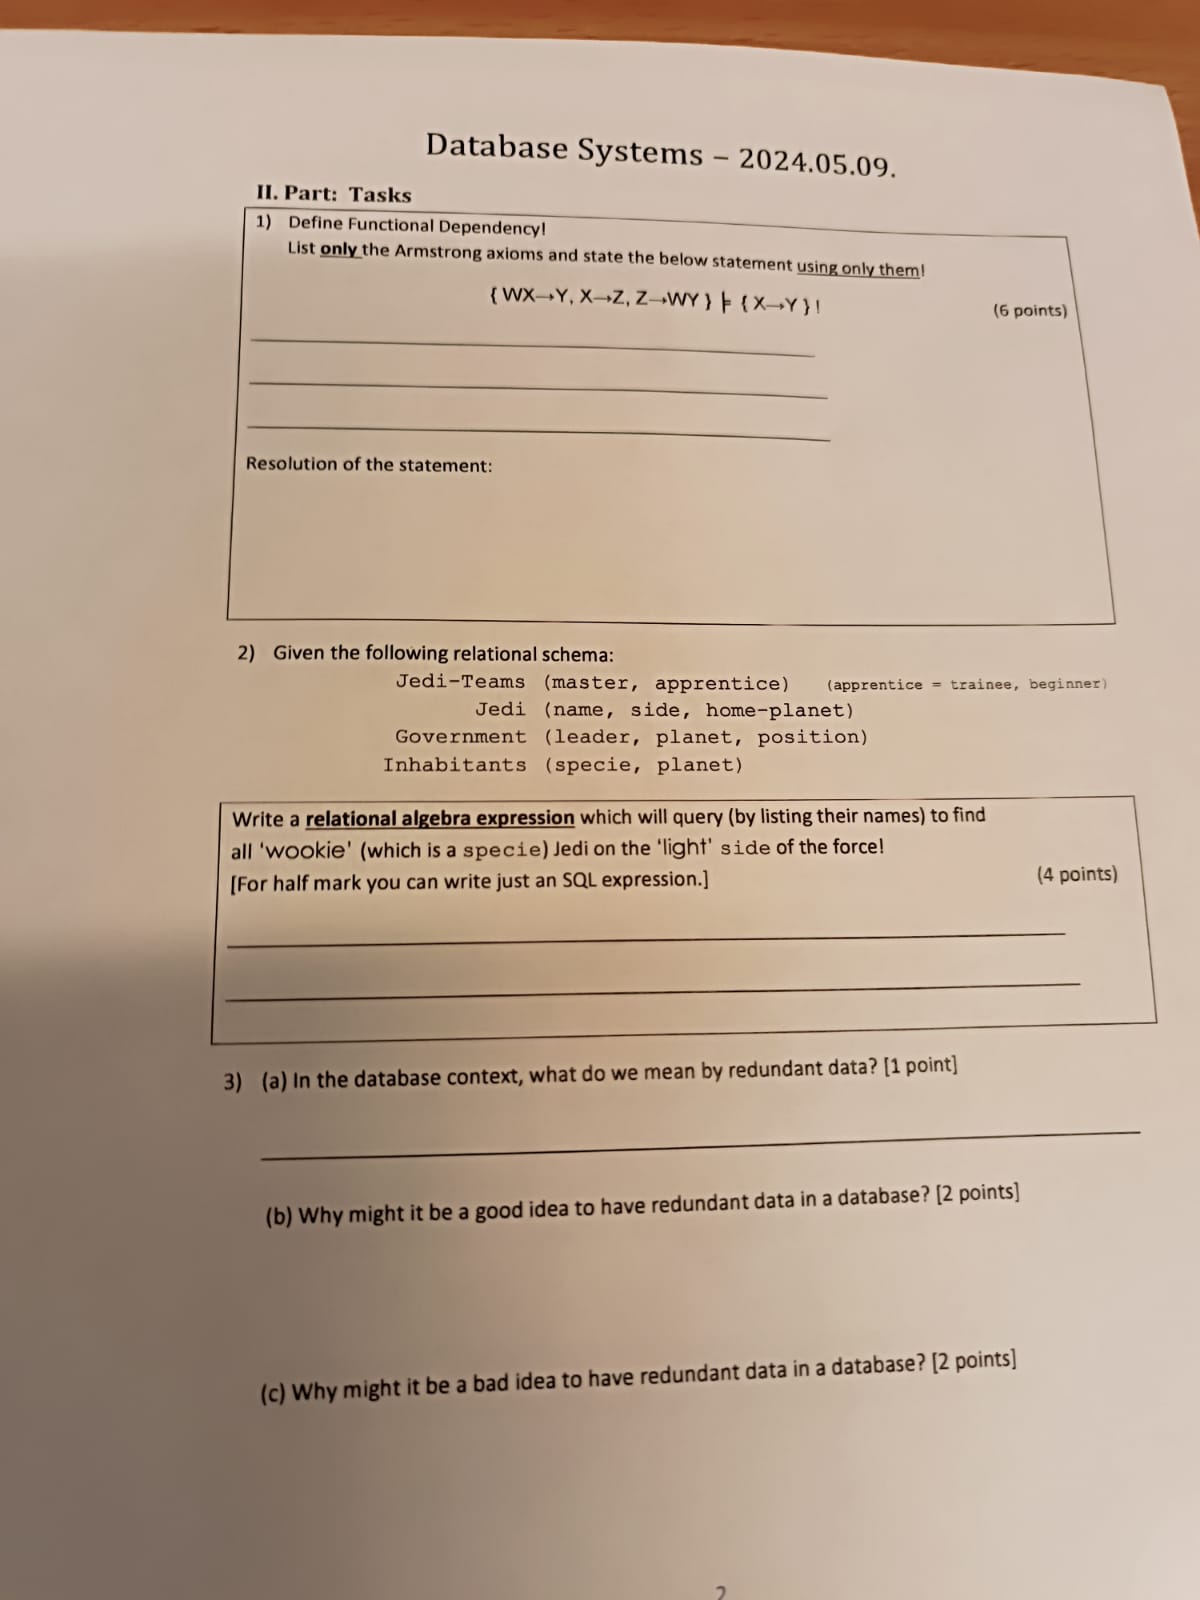 Database Systems – 2024.05.09.
II. Part: Tasks
1) Define Functional Dependency!
List only the Armstrong axioms and state the below statement using only them!
{ WX→Y, X→Z, Z→WY } ⊧ { X→Y } !
(6 points)
Resolution of the statement:
2) Given the following relational schema:
Jedi-Teams (master, apprentice) (apprentice = trainee, beginner)
Jedi (name, side, home-planet)
Government (leader, planet, position)
Inhabitants (specie, planet)
Write a relational algebra expression which will query (by listing their names) to find
all 'wookie' (which is a specie) Jedi on the 'light' side of the force!
[For half mark you can write just an SQL expression.] (4 points)
3) (a) In the database context, what do we mean by redundant data? [1 point]
(b) Why might it be a good idea to have redundant data in a database? [2 points]
(c) Why might it be a bad idea to have redundant data in a database? [2 points]
2